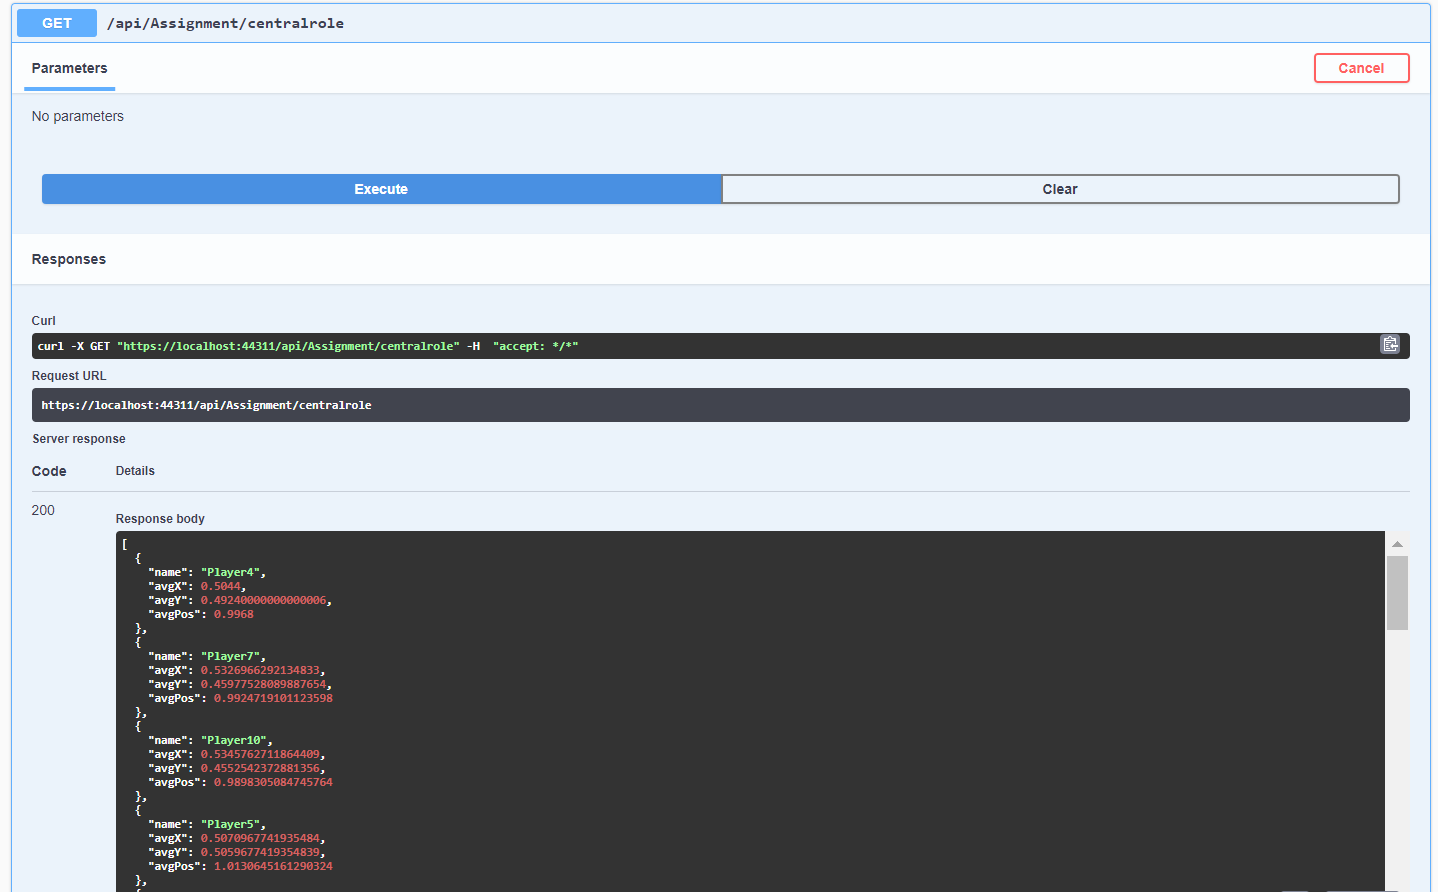 GET /api/Assignment/centralrole
Parameters
Cancel
No parameters
Execute
Clear
Responses
Curl
curl -X GET "https://localhost:44311/api/Assignment/centralrole" -H  "accept: */*"
Request URL
https://localhost:44311/api/Assignment/centralrole
Server response
Code Details
200
Response body
[
  {
    "name": "Player4",
    "avgX": 0.5044,
    "avgY": 0.49240000000000006,
    "avgPos": 0.9968
  },
  {
    "name": "Player7",
    "avgX": 0.5326966292134833,
    "avgY": 0.45977528089887654,
    "avgPos": 0.9924719101123598
  },
  {
    "name": "Player10",
    "avgX": 0.5345762711864409,
    "avgY": 0.4552542372881356,
    "avgPos": 0.9898305084745764
  },
  {
    "name": "Player5",
    "avgX": 0.5070967741935484,
    "avgY": 0.5059677419354839,
    "avgPos": 1.0130645161290324
  },